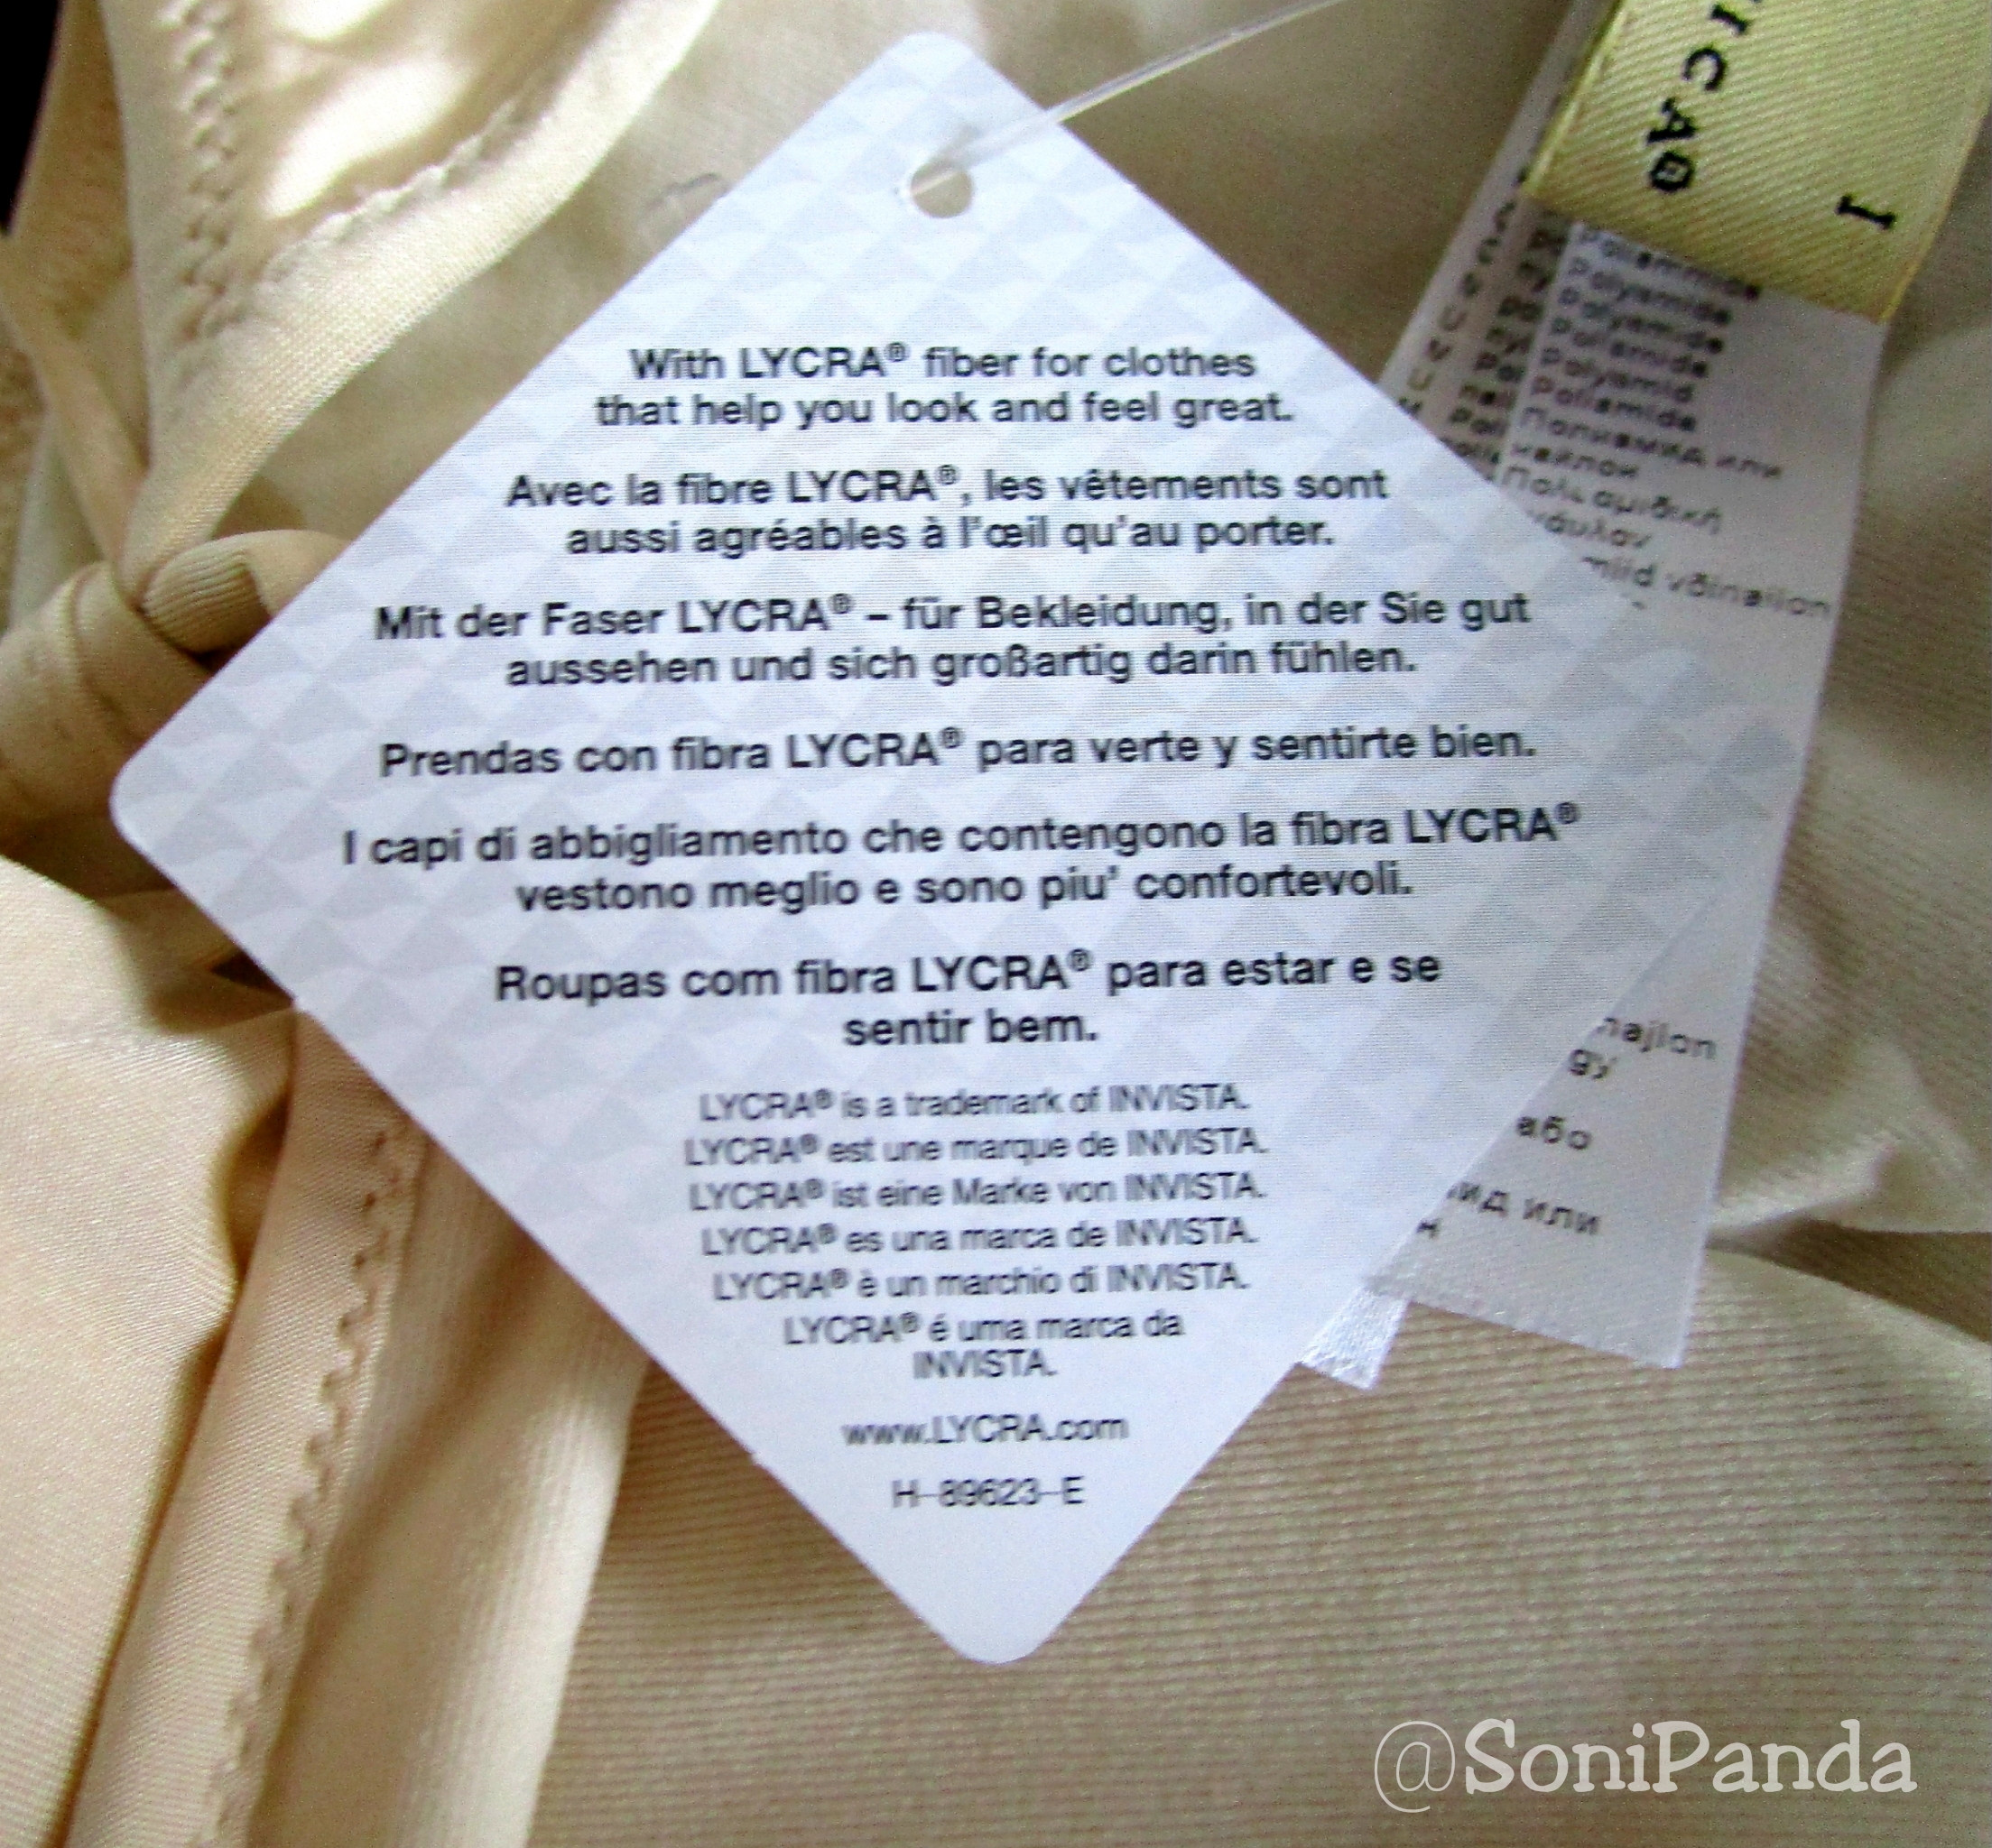 With LYCRA® fiber for clothes
that help you look and feel great.
Avec la fibre LYCRA®, les vêtements sont
aussi agréables à l'œil qu'au porter.
Mit der Faser LYCRA® – für Bekleidung, in der Sie gut
aussehen und sich großartig darin fühlen.
Prendas con fibra LYCRA® para verte y sentirte bien.
I capi di abbigliamento che contengono la fibra LYCRA®
vestono meglio e sono piu' confortevoli.
Roupas com fibra LYCRA® para estar e se
sentir bem.
LYCRA® is a trademark of INVISTA.
LYCRA® est une marque de INVISTA.
LYCRA® ist eine Marke von INVISTA.
LYCRA® es una marca de INVISTA.
LYCRA® è un marchio di INVISTA.
LYCRA® é uma marca da
INVISTA.
www.LYCRA.com
H-89623-E
I
Poliammide
Polyamide
Polyamide
Poliamida
Polyamid
Poliamida
Полиамид или
найлон
najlon
або
или
@SoniPanda